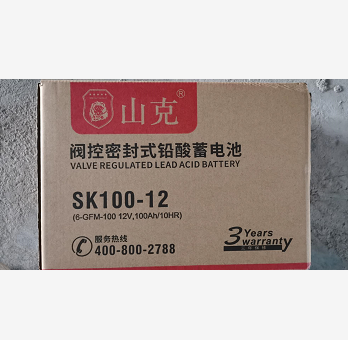 山克®
阀控密封式铅酸蓄电池
VALVE REGULATED LEAD ACID BATTERY
SK100-12
(6-GFM-100 12V,100Ah/10HR)
服务热线
400-800-2788
3 Years
warranty